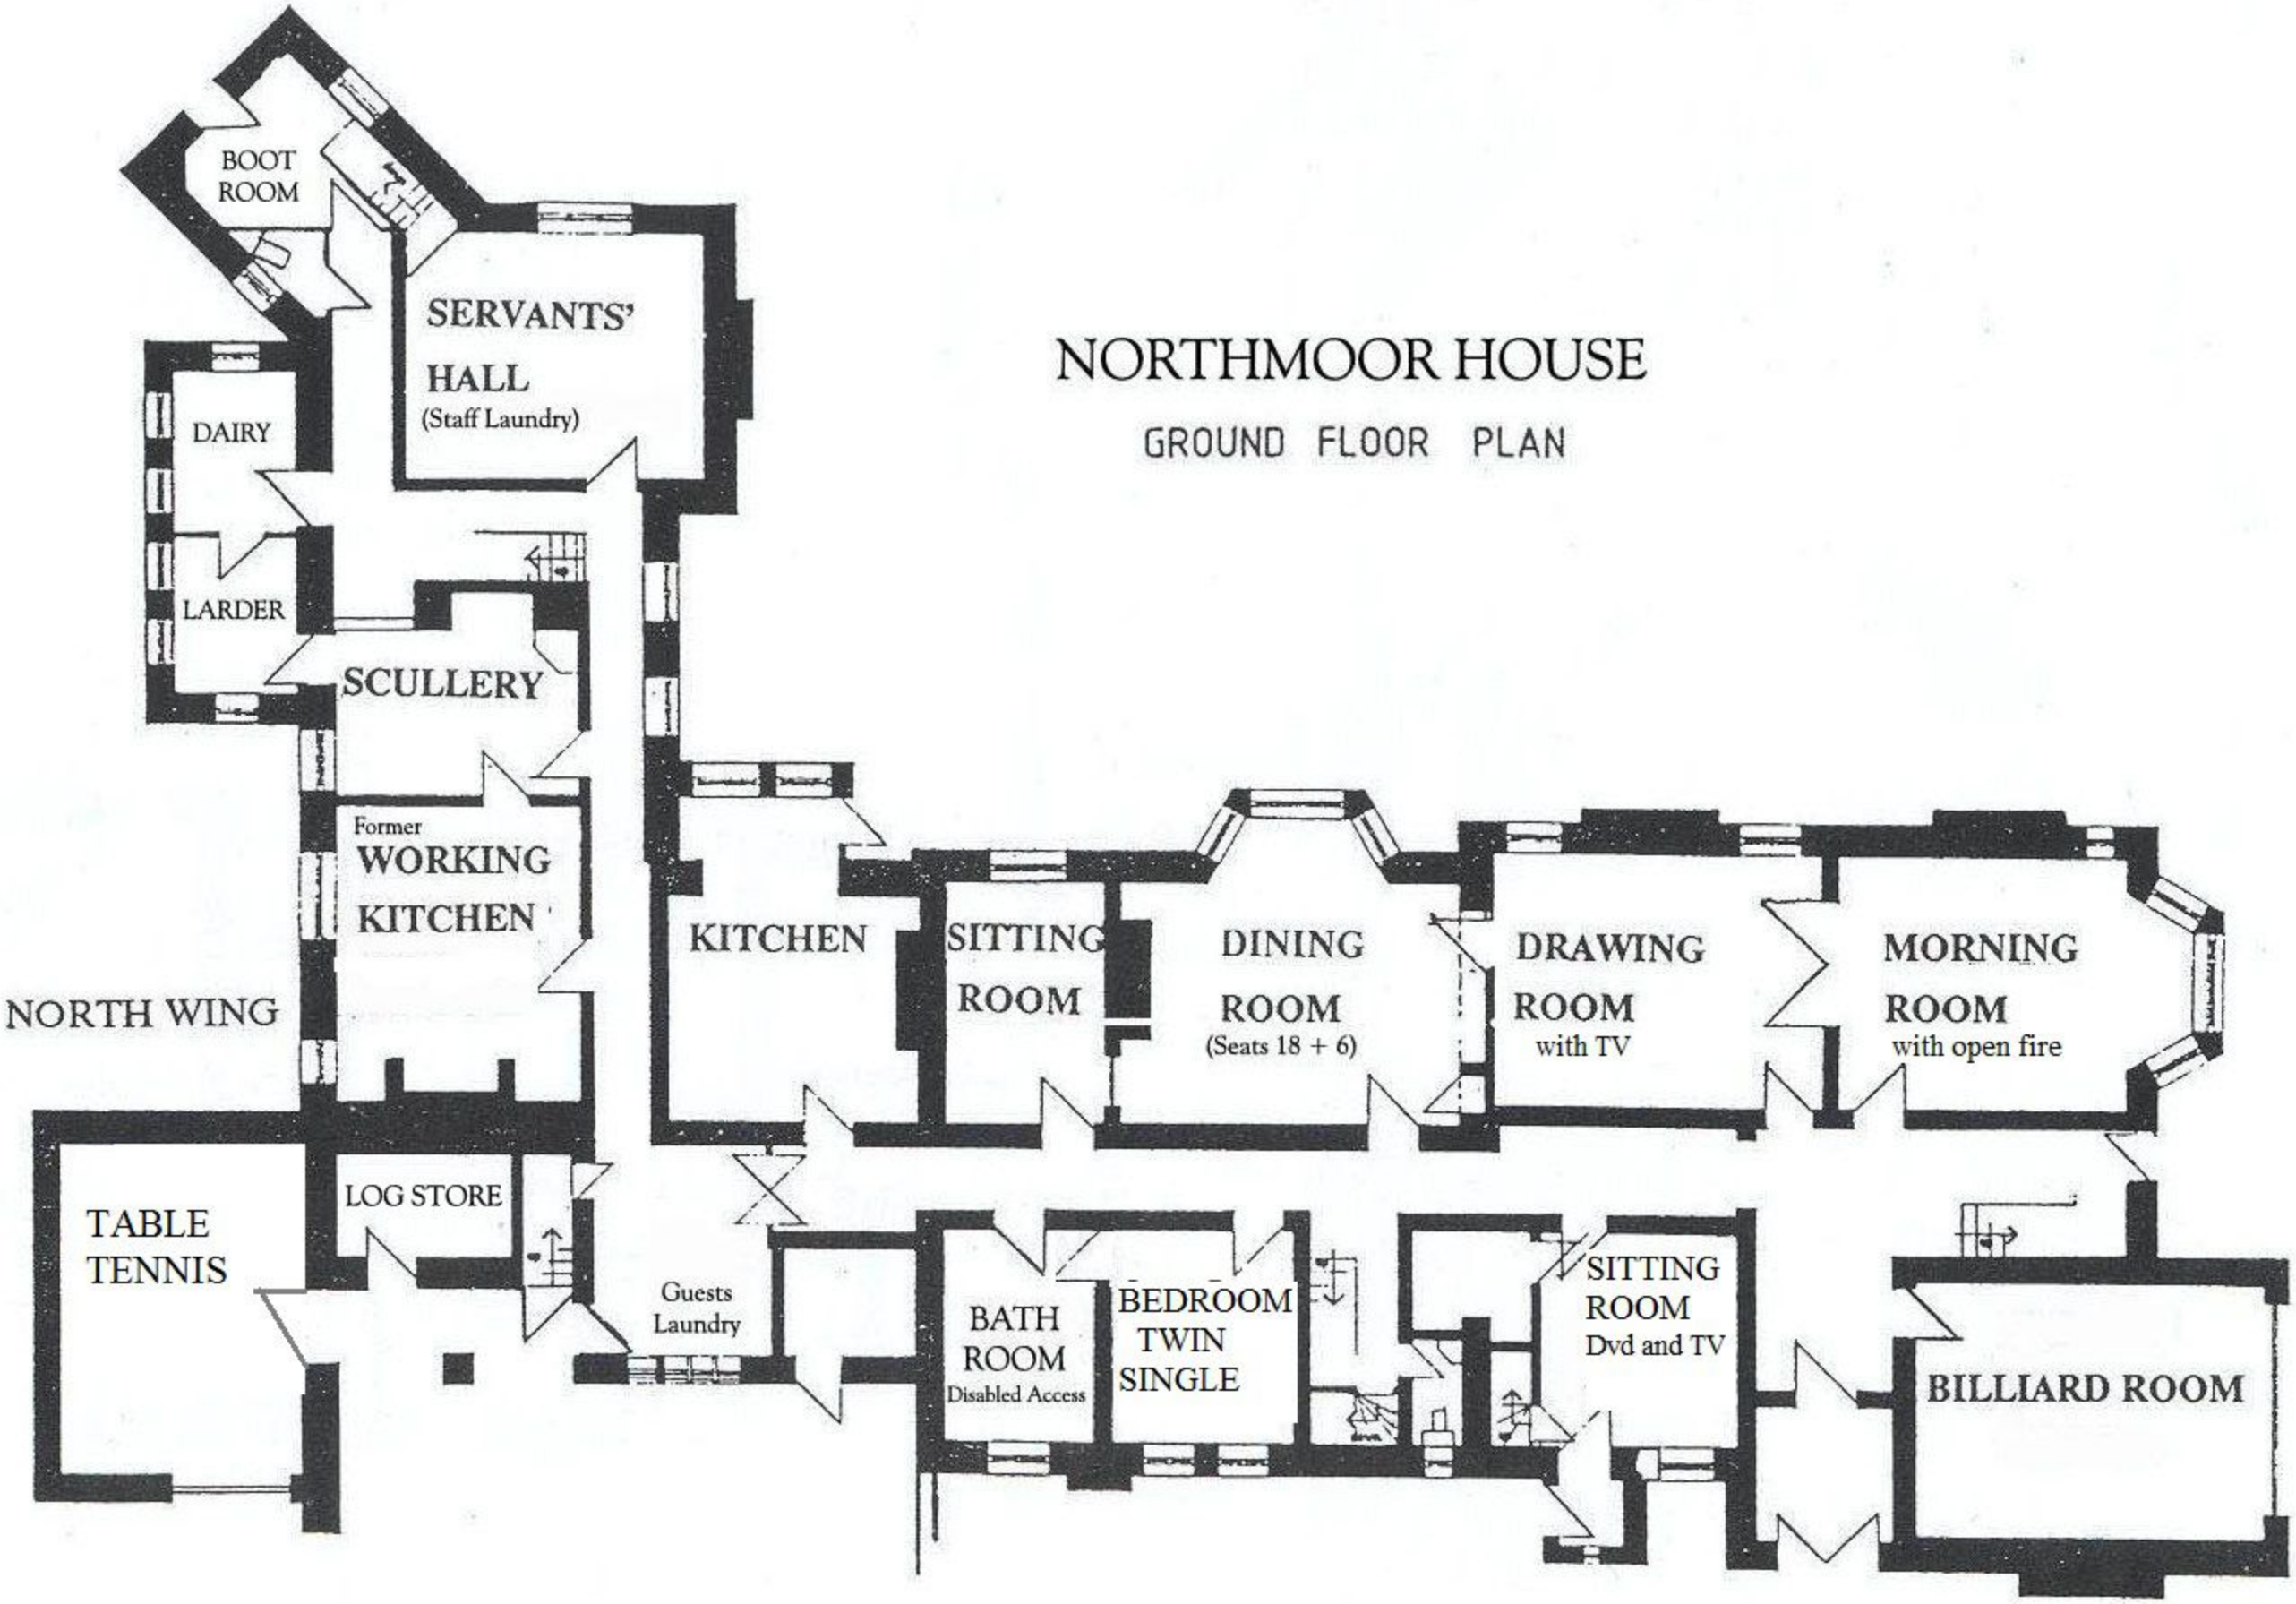 BOOT
ROOM
SERVANTS'
HALL
(Staff Laundry)
NORTHMOOR HOUSE
GROUND FLOOR PLAN
DAIRY
LARDER
SCULLERY
Former
WORKING
KITCHEN
NORTH WING
KITCHEN
SITTING
ROOM
DINING
ROOM
(Seats 18 + 6)
DRAWING
ROOM
with TV
MORNING
ROOM
with open fire
TABLE
TENNIS
LOG STORE
Guests
Laundry
BATH
ROOM
Disabled Access
BEDROOM
TWIN
SINGLE
down
SITTING
ROOM
Dvd and TV
BILLIARD ROOM